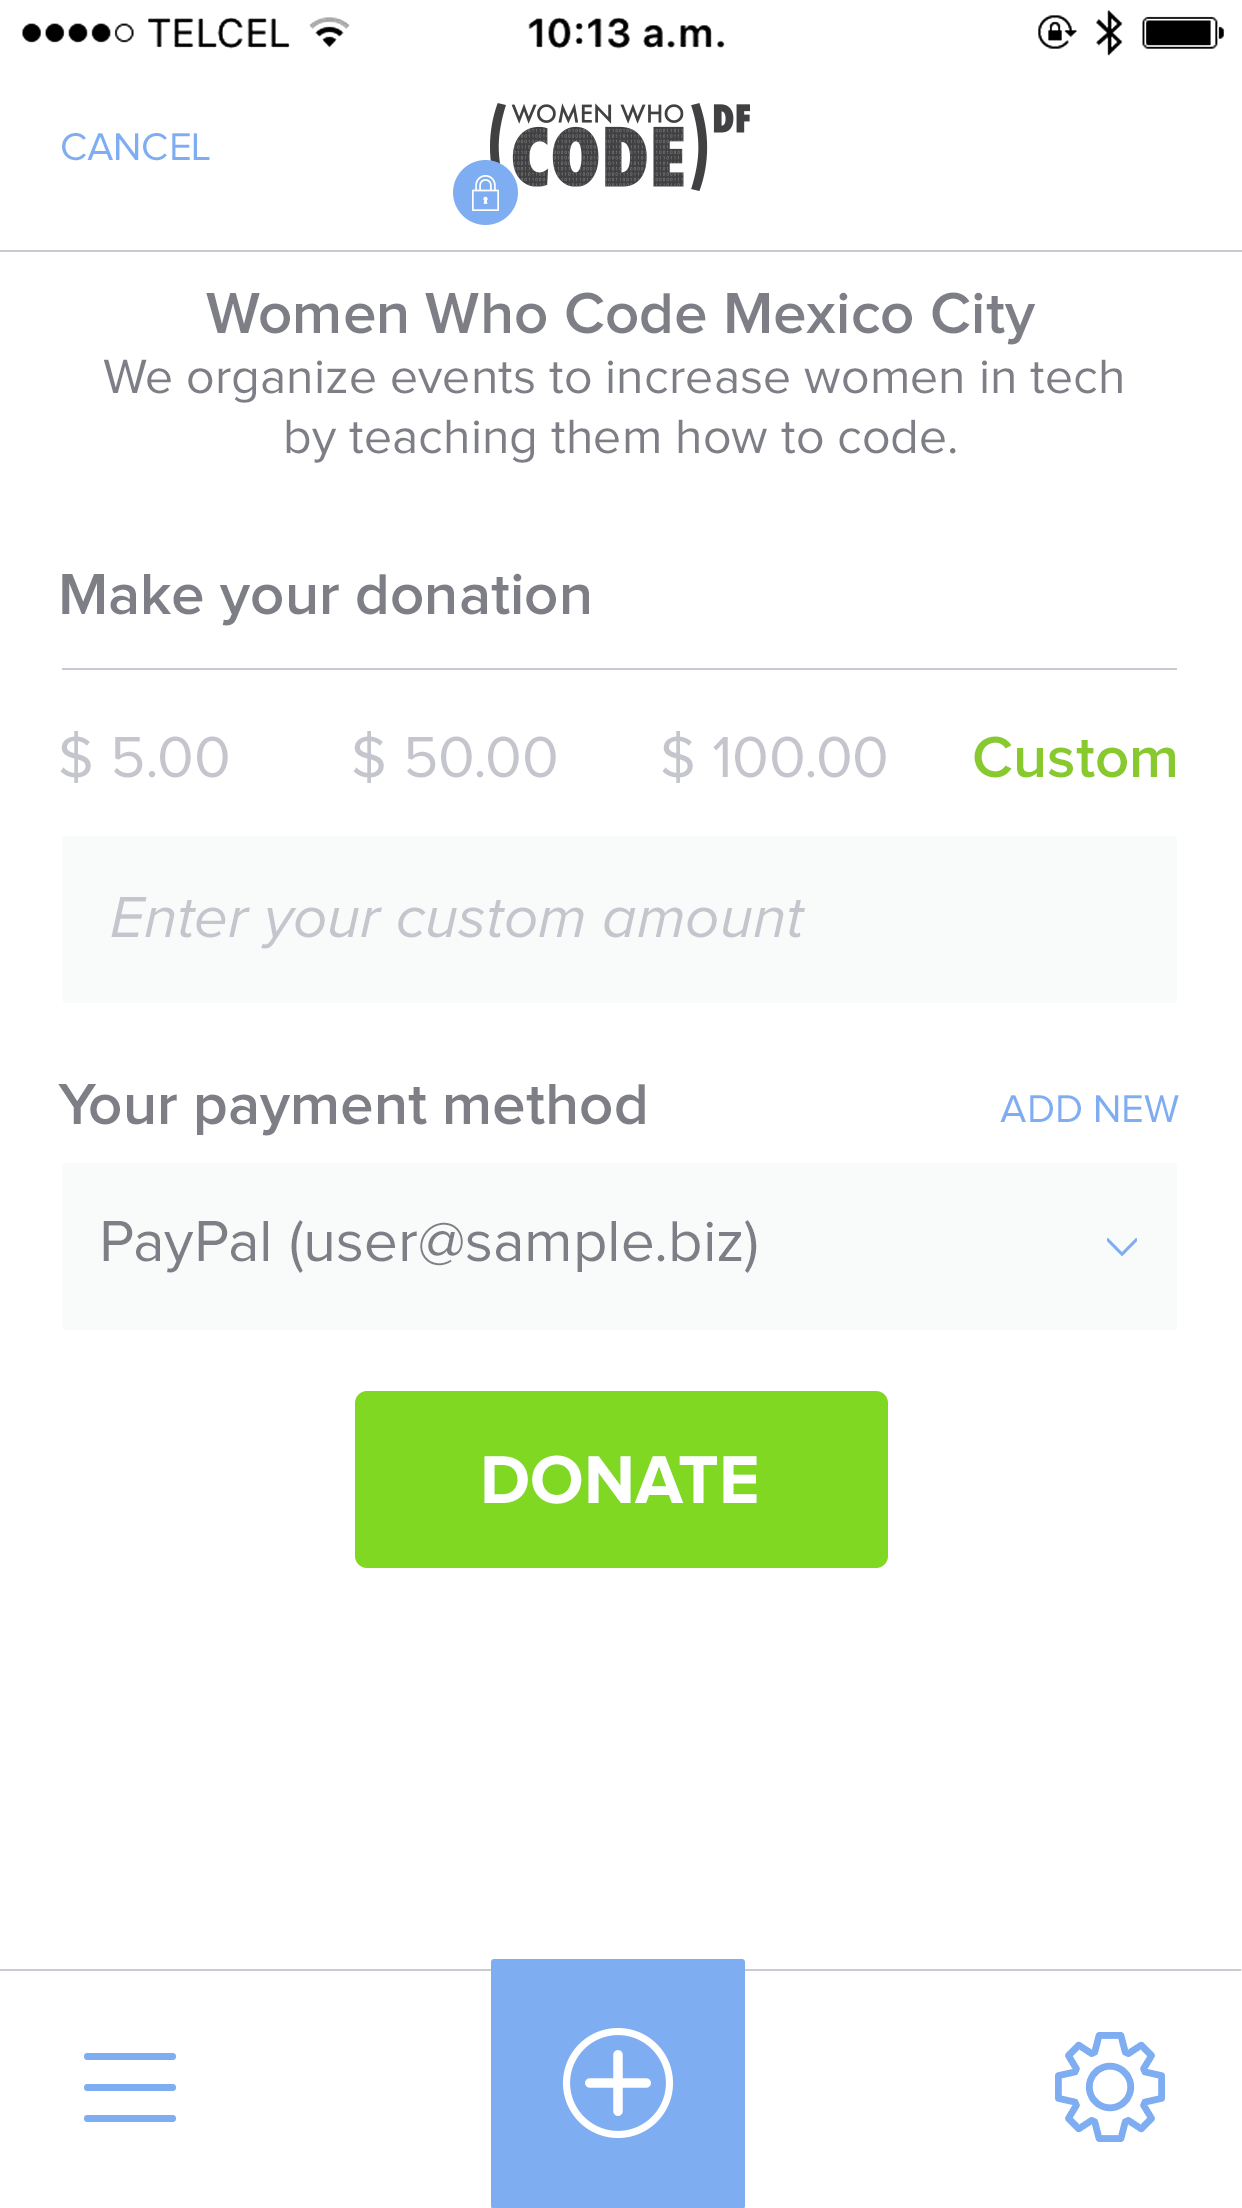 TELCEL 10:13 a.m.
CANCEL
WOMEN WHO
CODE DF
Women Who Code Mexico City
We organize events to increase women in tech
by teaching them how to code.
Make your donation
$ 5.00 $ 50.00 $ 100.00 Custom
Enter your custom amount
Your payment method ADD NEW
PayPal (user@sample.biz)
DONATE